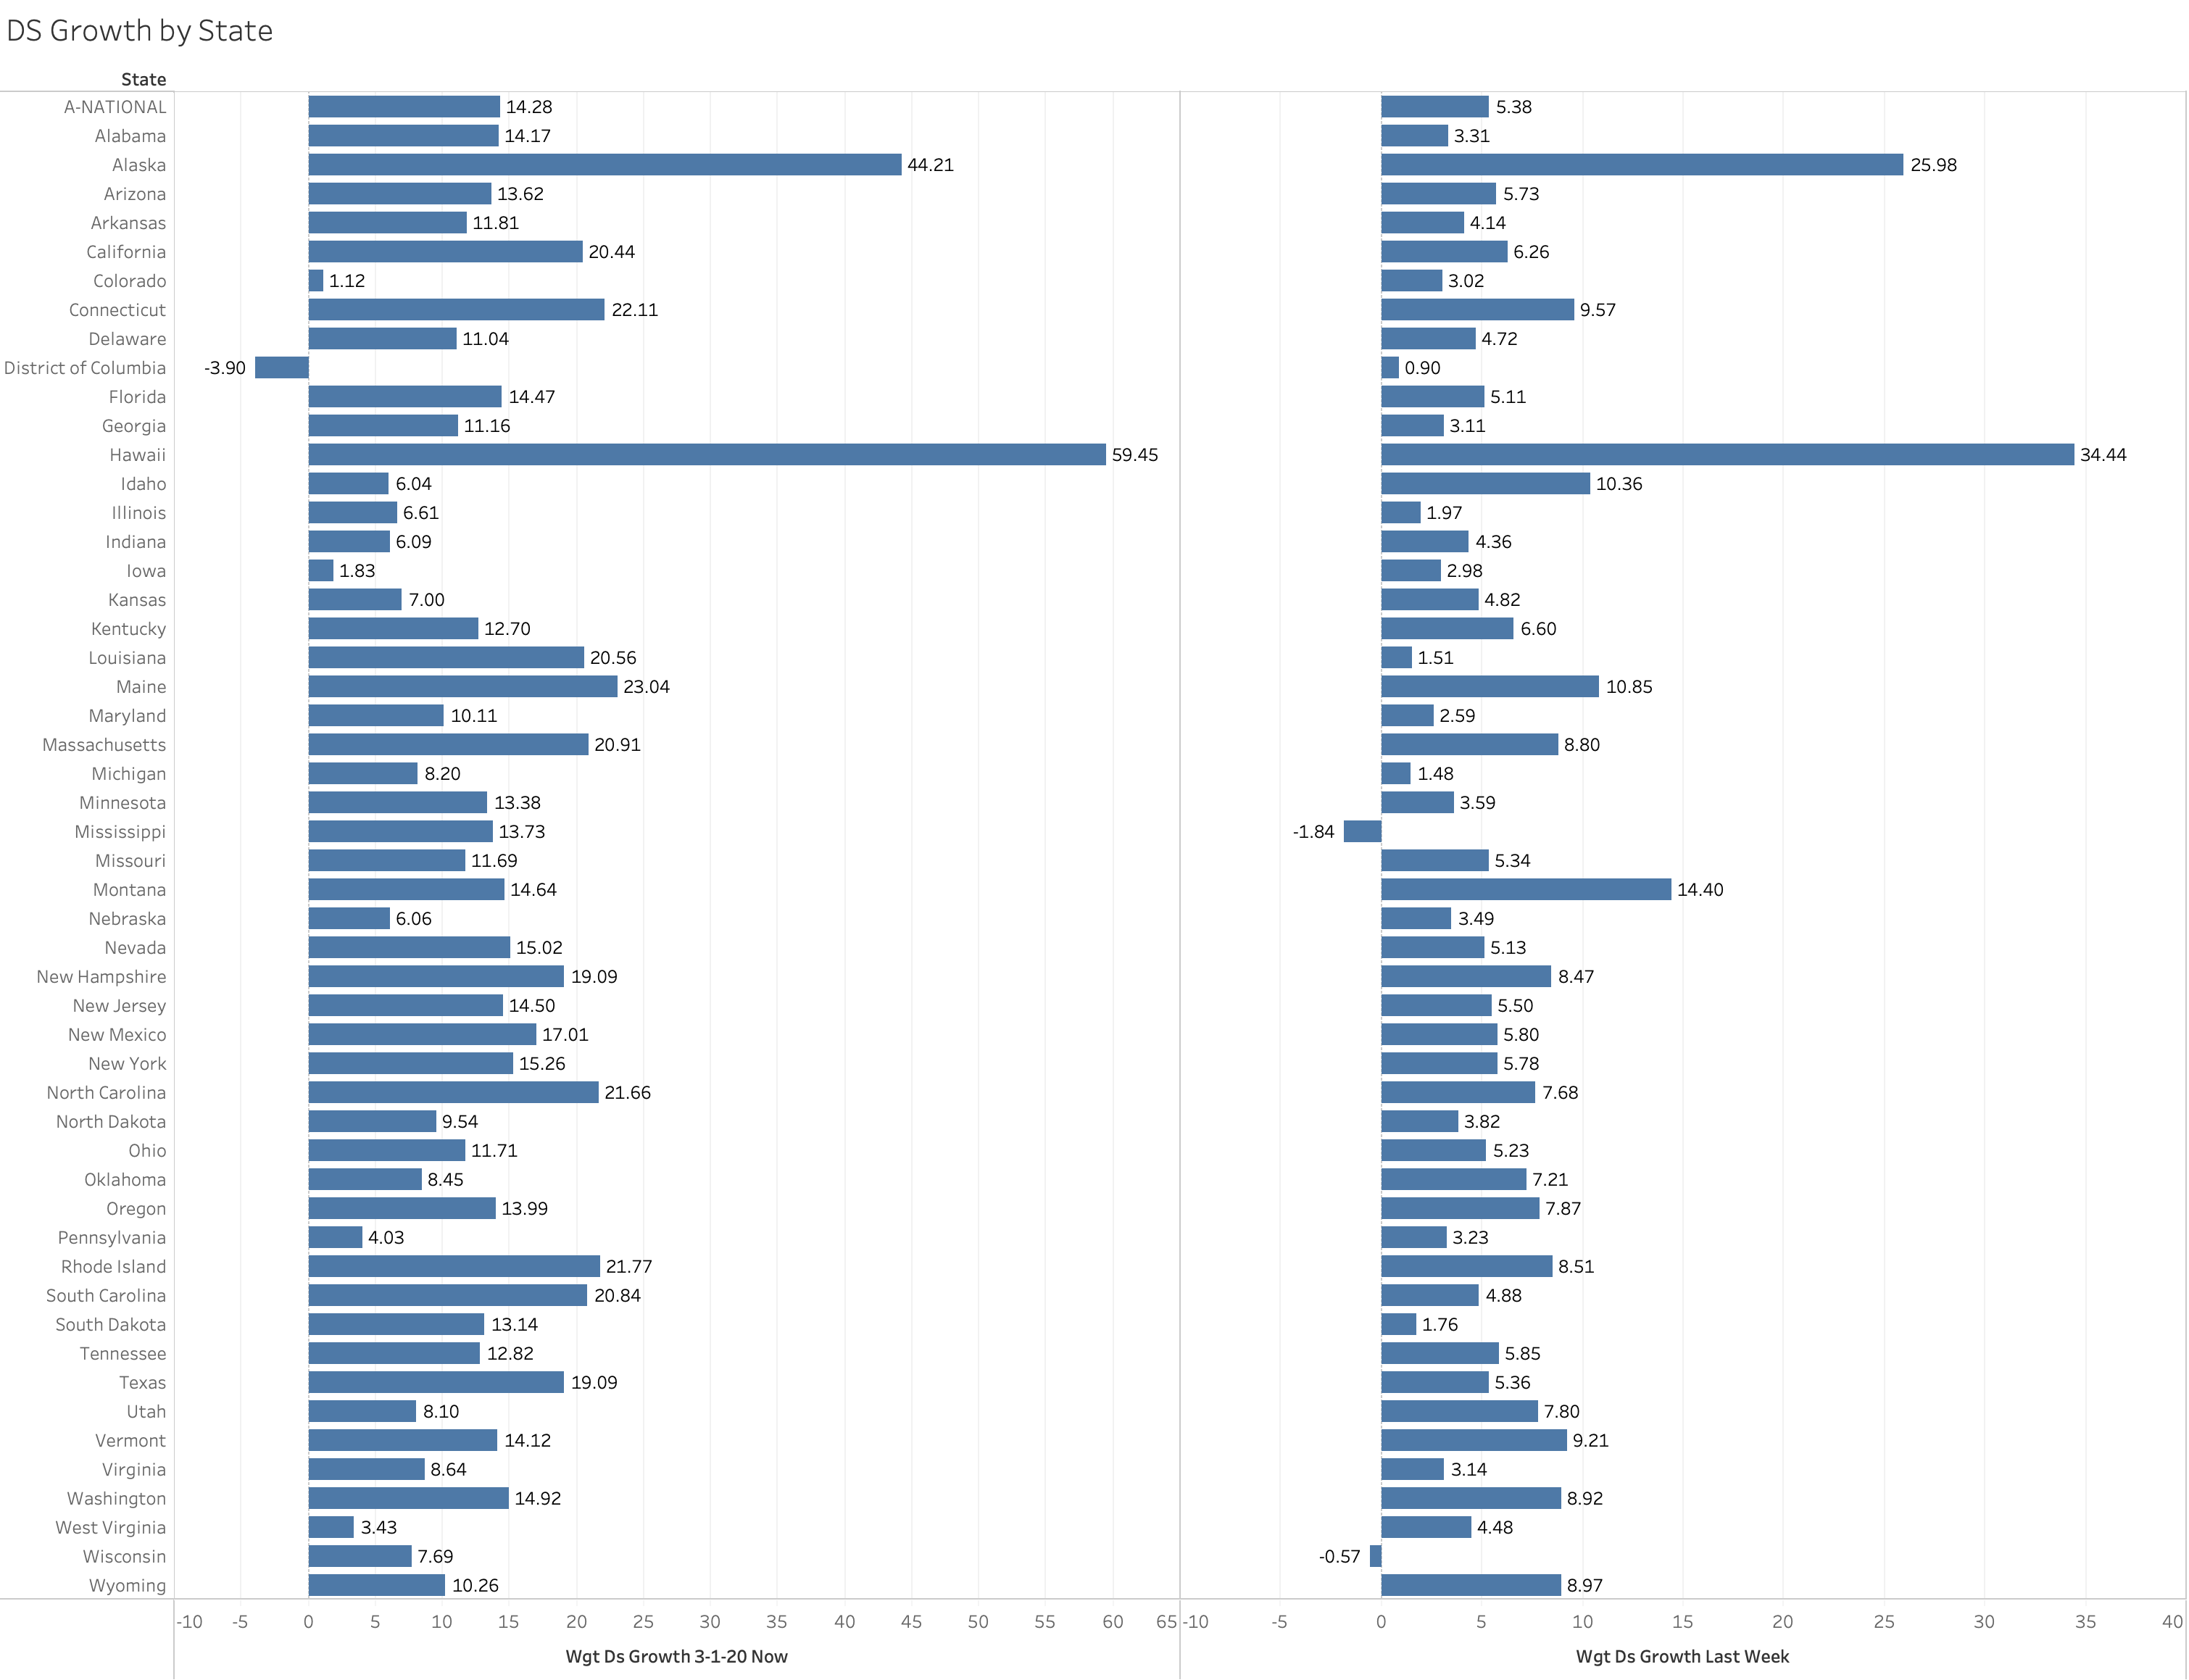 DS Growth by State
State
A-NATIONAL 14.28 5.38
Alabama 14.17 3.31
Alaska 44.21 25.98
Arizona 13.62 5.73
Arkansas 11.81 4.14
California 20.44 6.26
Colorado 1.12 3.02
Connecticut 22.11 9.57
Delaware 11.04 4.72
District of Columbia -3.90 0.90
Florida 14.47 5.11
Georgia 11.16 3.11
Hawaii 59.45 34.44
Idaho 6.04 10.36
Illinois 6.61 1.97
Indiana 6.09 4.36
Iowa 1.83 2.98
Kansas 7.00 4.82
Kentucky 12.70 6.60
Louisiana 20.56 1.51
Maine 23.04 10.85
Maryland 10.11 2.59
Massachusetts 20.91 8.80
Michigan 8.20 1.48
Minnesota 13.38 3.59
Mississippi 13.73 -1.84
Missouri 11.69 5.34
Montana 14.64 14.40
Nebraska 6.06 3.49
Nevada 15.02 5.13
New Hampshire 19.09 8.47
New Jersey 14.50 5.50
New Mexico 17.01 5.80
New York 15.26 5.78
North Carolina 21.66 7.68
North Dakota 9.54 3.82
Ohio 11.71 5.23
Oklahoma 8.45 7.21
Oregon 13.99 7.87
Pennsylvania 4.03 3.23
Rhode Island 21.77 8.51
South Carolina 20.84 4.88
South Dakota 13.14 1.76
Tennessee 12.82 5.85
Texas 19.09 5.36
Utah 8.10 7.80
Vermont 14.12 9.21
Virginia 8.64 3.14
Washington 14.92 8.92
West Virginia 3.43 4.48
Wisconsin 7.69 -0.57
Wyoming 10.26 8.97
-10 -5 0 5 10 15 20 25 30 35 40 45 50 55 60 65 -10 -5 0 5 10 15 20 25 30 35 40
Wgt Ds Growth 3-1-20 Now Wgt Ds Growth Last Week